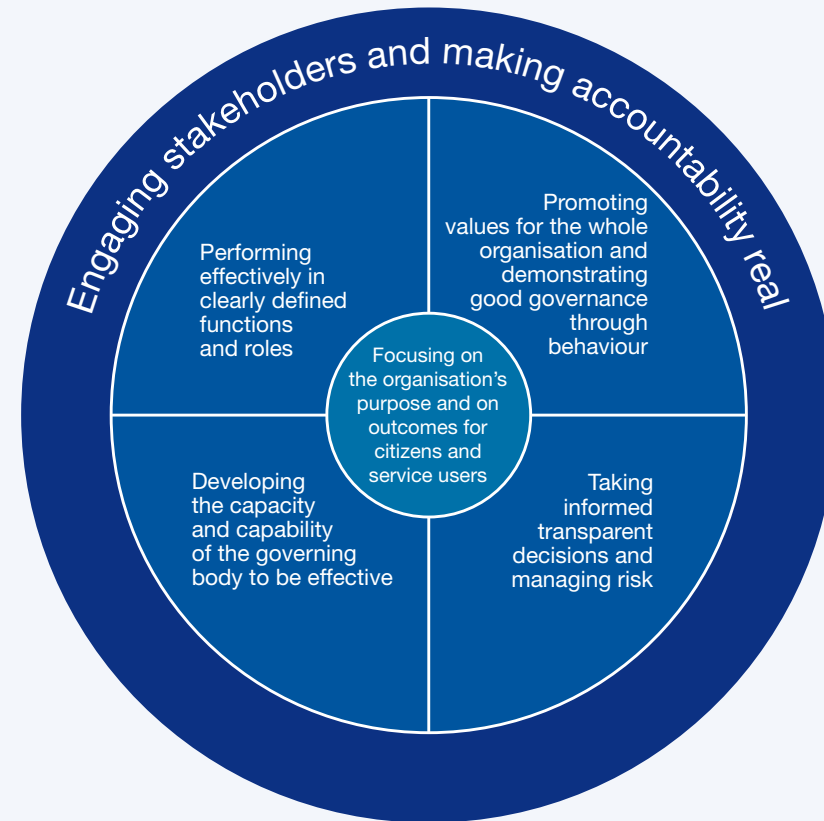 Engaging stakeholders and making accountability real
Performing
effectively in
clearly defined
functions
and roles
Promoting
values for the whole
organisation and
demonstrating
good governance
through
behaviour
Focusing on
the organisation’s
purpose and on
outcomes for
citizens and
service users
Developing
the capacity
and capability
of the governing
body to be effective
Taking
informed
transparent
decisions and
managing risk